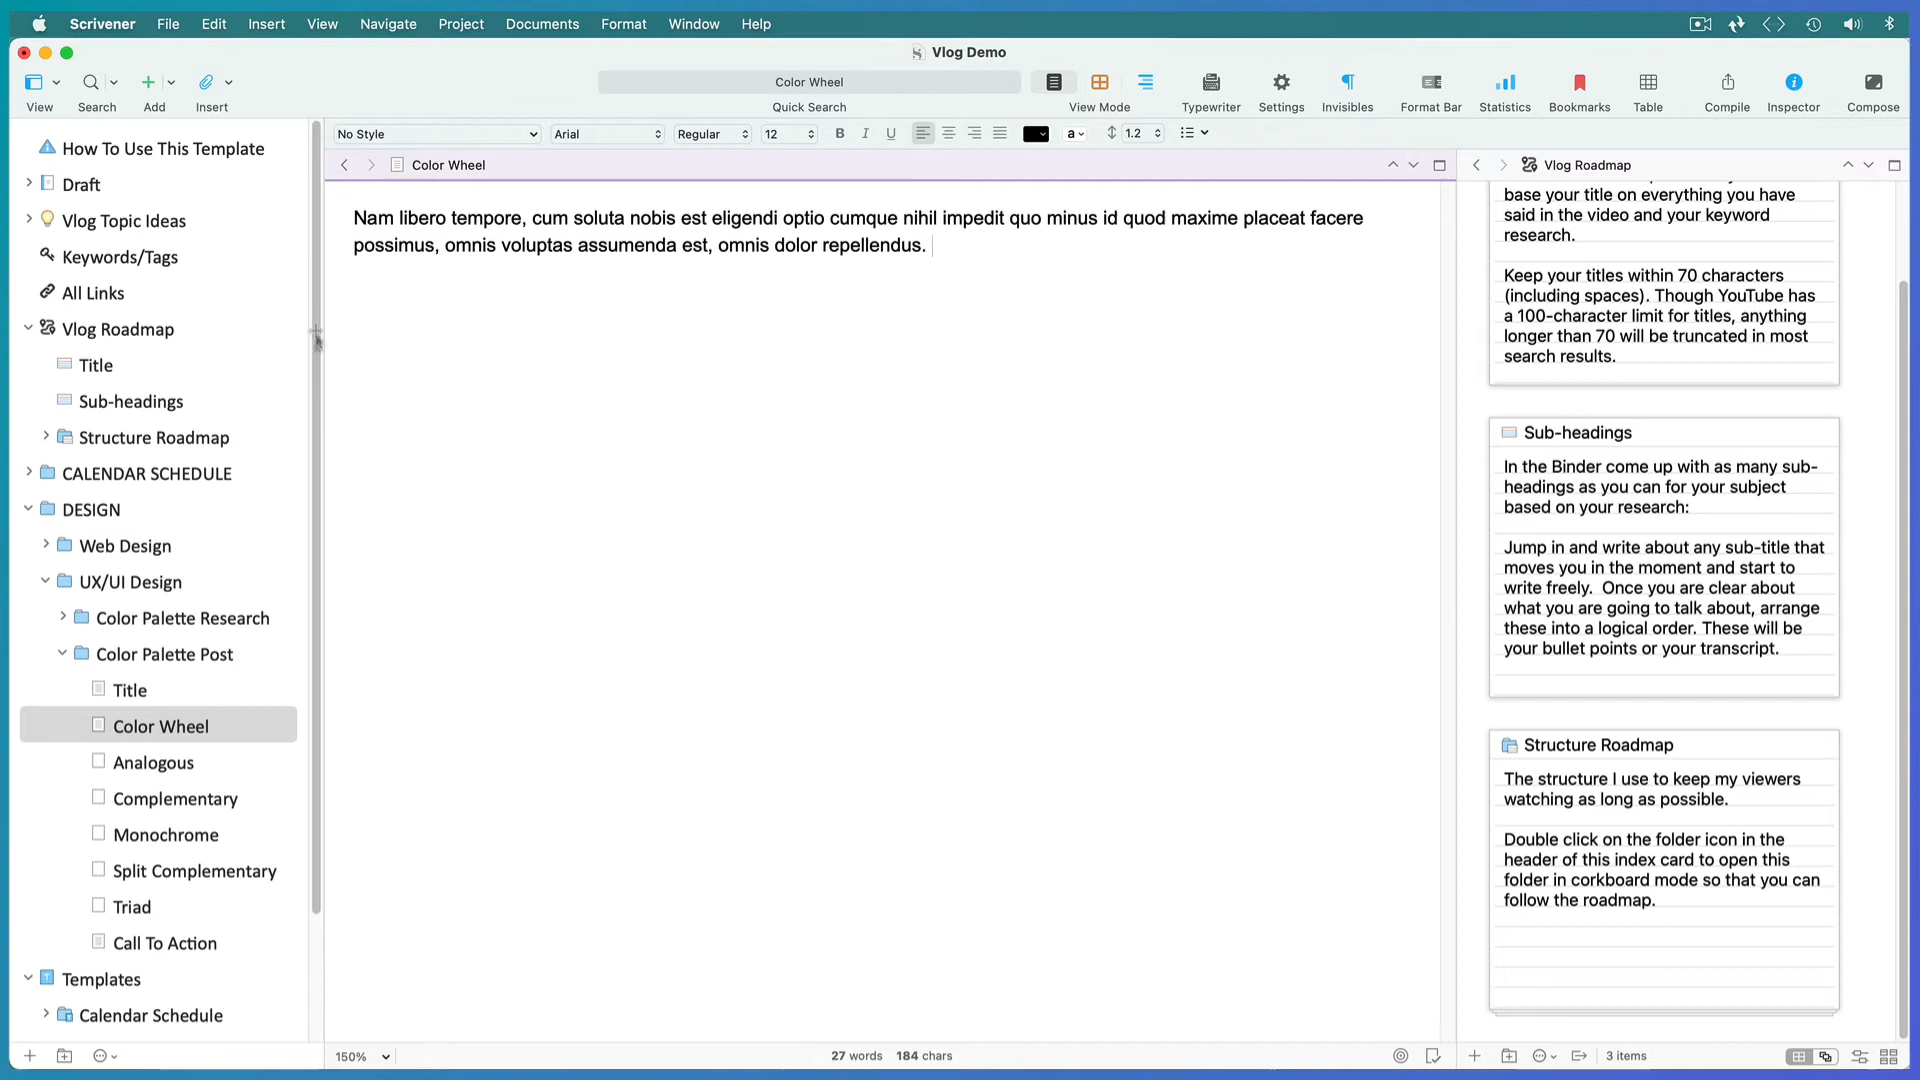 Scrivener File Edit Insert View Navigate Project Documents Format Window Help
Vlog Demo
Color Wheel
View Search Add Insert Quick Search View Mode Typewriter Settings Invisibles Format Bar Statistics Bookmarks Table Compile Inspector Compose
No Style Arial Regular 12 B I U a 1.2
How To Use This Template
Draft
Vlog Topic Ideas
Keywords/Tags
All Links
Vlog Roadmap
Title
Sub-headings
Structure Roadmap
CALENDAR SCHEDULE
DESIGN
Web Design
UX/UI Design
Color Palette Research
Color Palette Post
Title
Color Wheel
Analogous
Complementary
Monochrome
Split Complementary
Triad
Call To Action
Templates
Calendar Schedule
Color Wheel
Nam libero tempore, cum soluta nobis est eligendi optio cumque nihil impedit quo minus id quod maxime placeat facere
possimus, omnis voluptas assumenda est, omnis dolor repellendus.
150%
27 words 184 chars
Vlog Roadmap
base your title on everything you have
said in the video and your keyword
research.
Keep your titles within 70 characters
(including spaces). Though YouTube has
a 100-character limit for titles, anything
longer than 70 will be truncated in most
search results.
Sub-headings
In the Binder come up with as many sub-
headings as you can for your subject
based on your research:
Jump in and write about any sub-title that
moves you in the moment and start to
write freely. Once you are clear about
what you are going to talk about, arrange
these into a logical order. These will be
your bullet points or your transcript.
Structure Roadmap
The structure I use to keep my viewers
watching as long as possible.
Double click on the folder icon in the
header of this index card to open this
folder in corkboard mode so that you can
follow the roadmap.
3 items